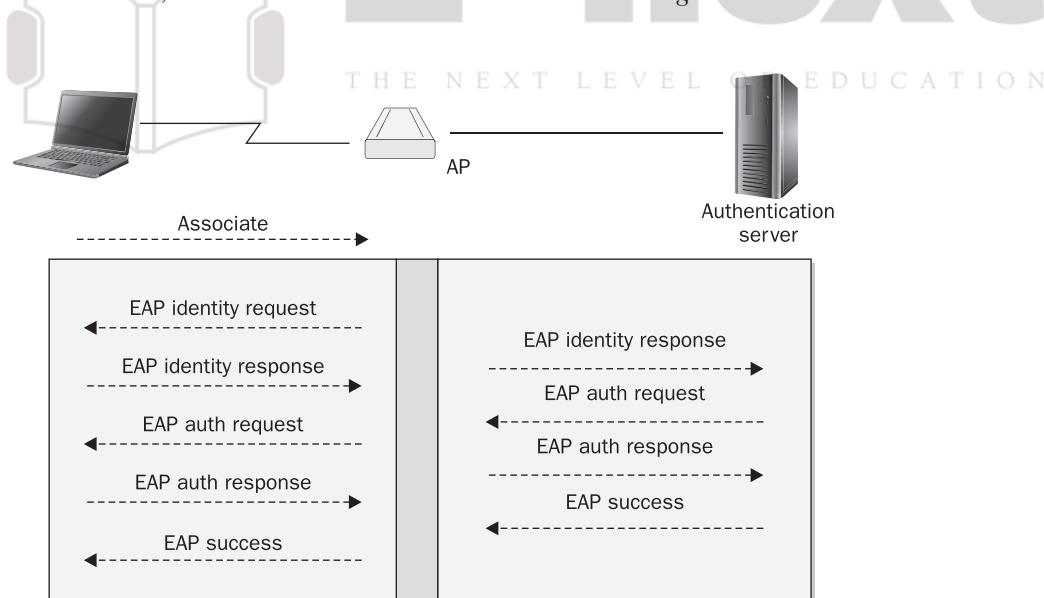 THE NEXT LEVEL OF EDUCATION
AP
Authentication
server
Associate
EAP identity request
EAP identity response
EAP auth request
EAP auth response
EAP success
EAP identity response
EAP auth request
EAP auth response
EAP success